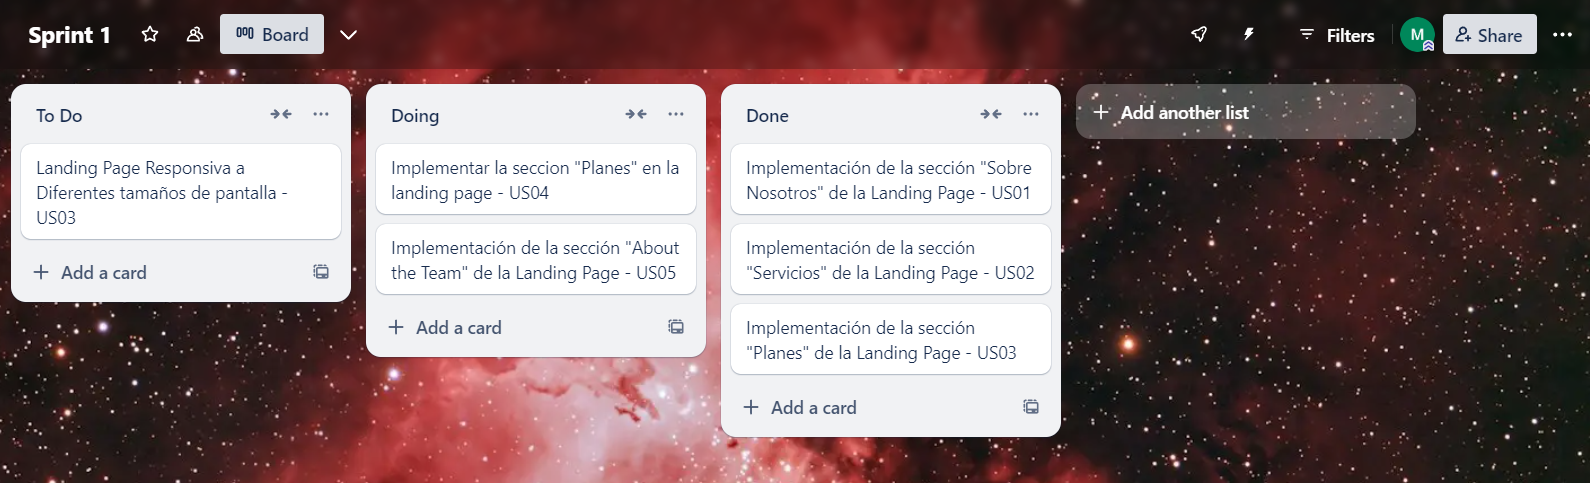 Sprint 1
Board
Filters
M
Share
To Do
Landing Page Responsiva a
Diferentes tamaños de pantalla -
US03
Add a card
Doing
Implementar la seccion "Planes" en la
landing page - US04
Implementación de la sección "About
the Team" de la Landing Page - US05
Add a card
Done
Implementación de la sección "Sobre
Nosotros" de la Landing Page - US01
Implementación de la sección
"Servicios" de la Landing Page - US02
Implementación de la sección
"Planes" de la Landing Page - US03
Add a card
Add another list